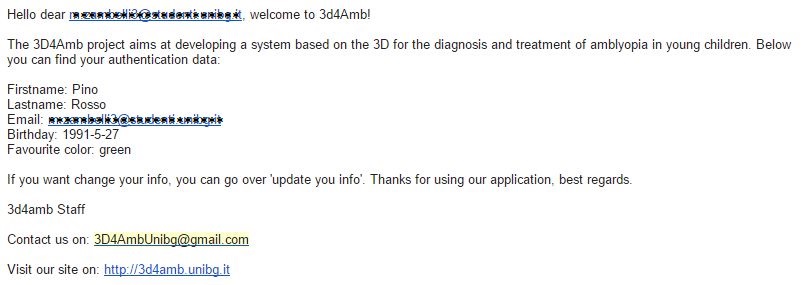 Hello dear , welcome to 3d4Amb!
The 3D4Amb project aims at developing a system based on the 3D for the diagnosis and treatment of amblyopia in young children. Below
you can find your authentication data:
Firstname: Pino
Lastname: Rosso
Email:
Birthday: 1991-5-27
Favourite color: green
If you want change your info, you can go over 'update you info'. Thanks for using our application, best regards.
3d4amb Staff
Contact us on: 3D4AmbUnibg@gmail.com
Visit our site on: http://3d4amb.unibg.it